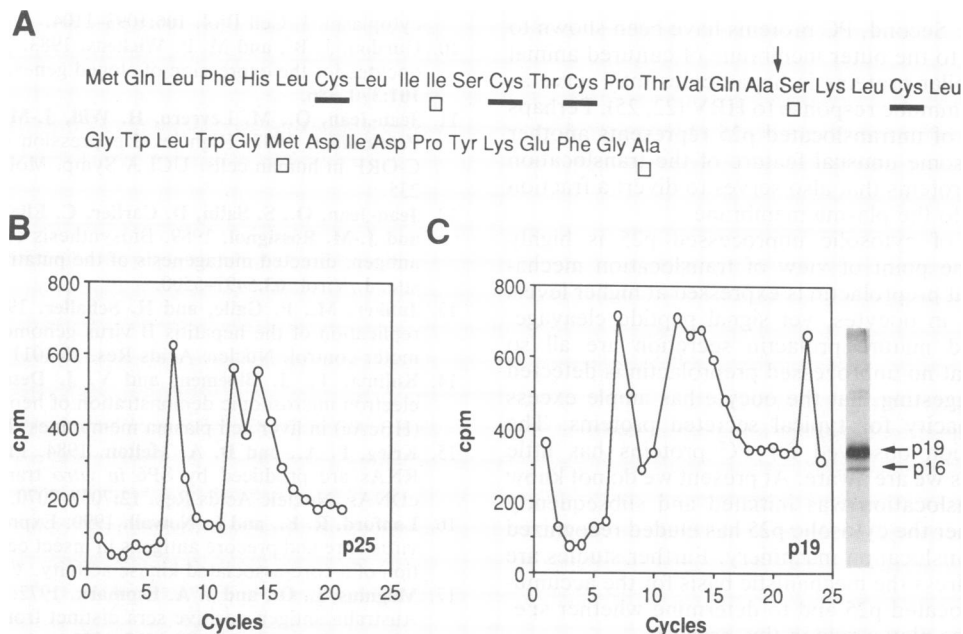 A
Met Gln Leu Phe His Leu Cys Leu Ile Ile Ser Cys Thr Cys Pro Thr Val Gln Ala Ser Lys Leu Cys Leu
Gly Trp Leu Trp Gly Met Asp Ile Asp Pro Tyr Lys Glu Phe Gly Ala
B
800
600
400
200
0
cpm
0 5 10 15 20 25
Cycles
p25
C
800
600
400
200
0
cpm
0 5 10 15 20 25
Cycles
p19
p19
p16